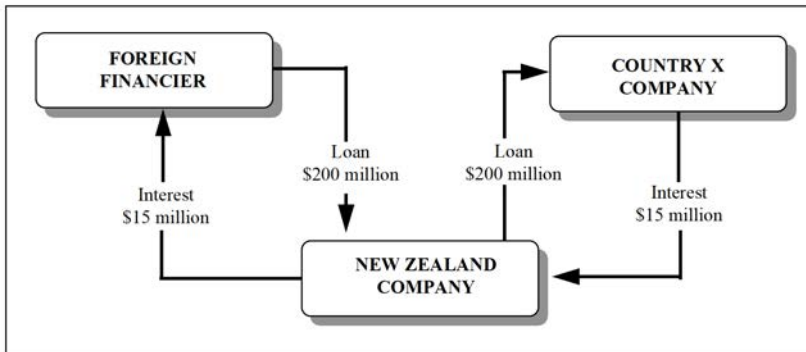 FOREIGN
FINANCIER
COUNTRY X
COMPANY
Loan
$200 million
Loan
$200 million
Interest
$15 million
Interest
$15 million
NEW ZEALAND
COMPANY